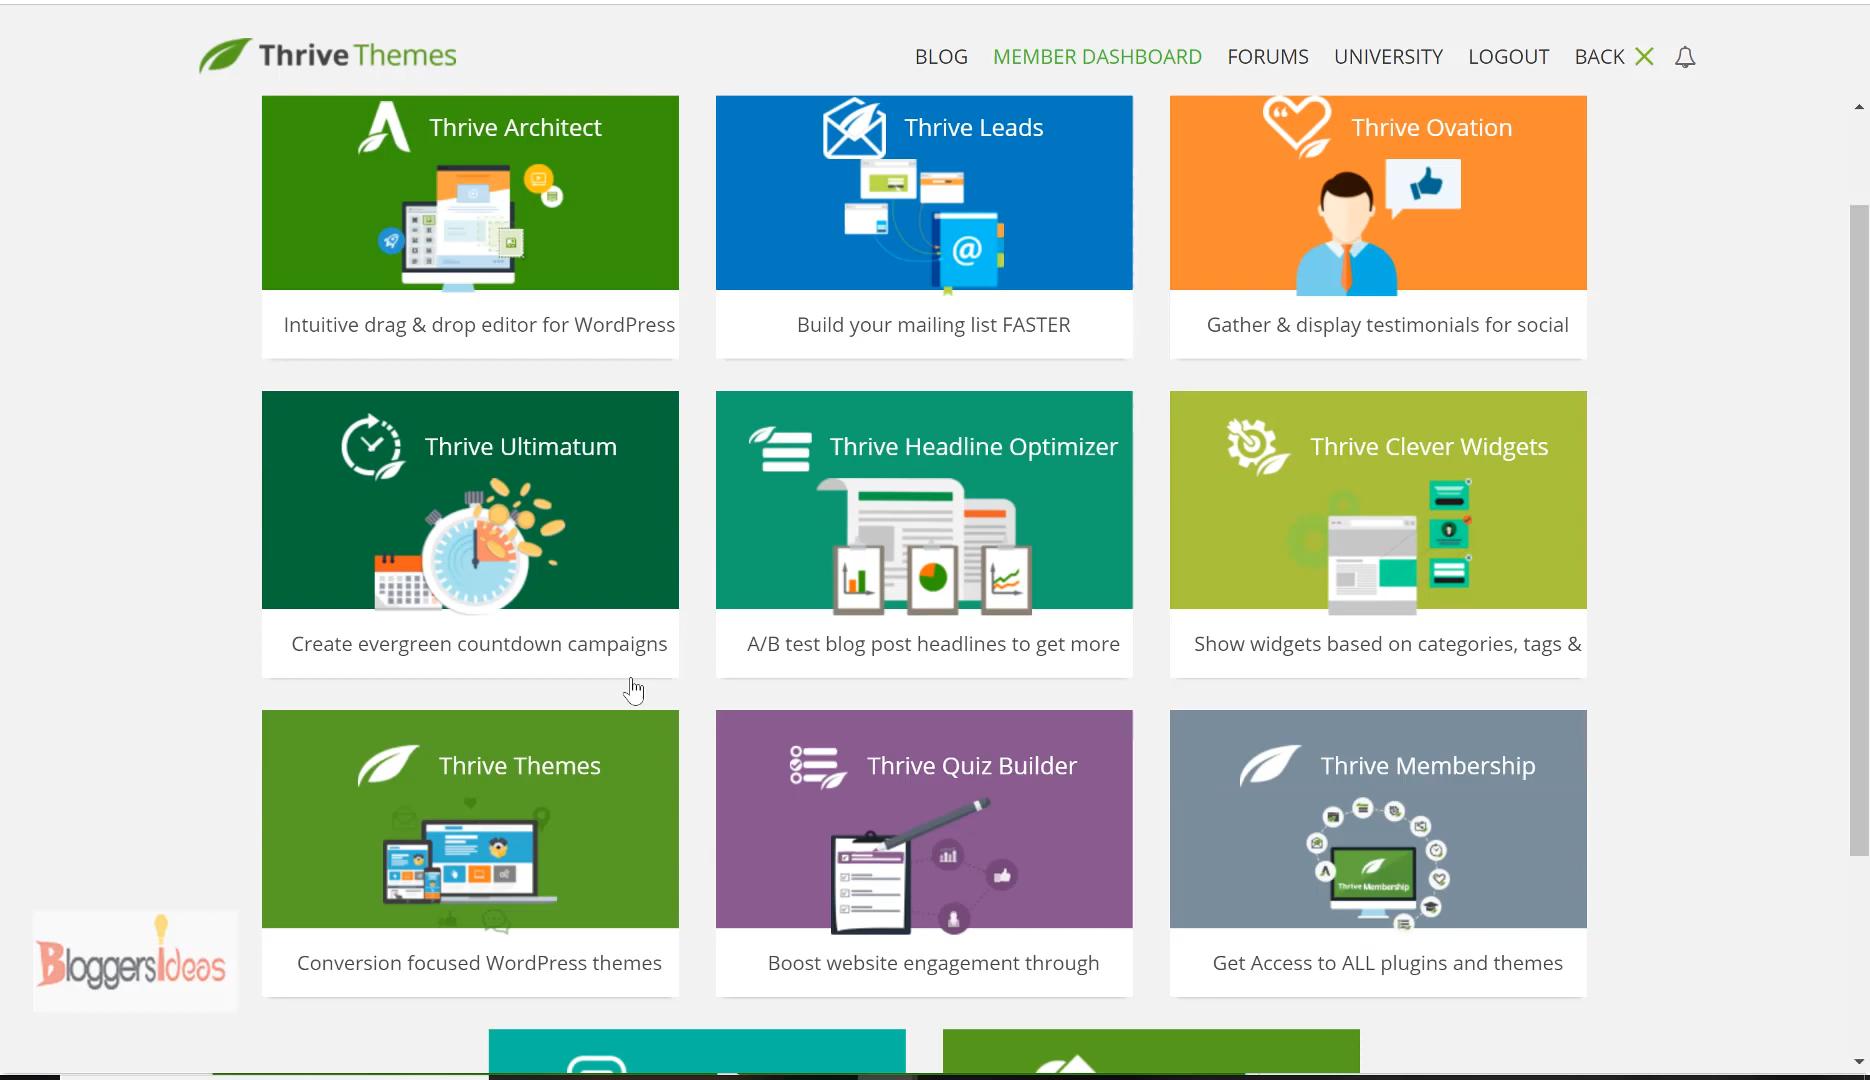 Thrive Themes
BLOG MEMBER DASHBOARD FORUMS UNIVERSITY LOGOUT BACK
Thrive Architect
Thrive Leads
Thrive Ovation
@
Intuitive drag & drop editor for WordPress
Build your mailing list FASTER
Gather & display testimonials for social
Thrive Ultimatum
Thrive Headline Optimizer
Thrive Clever Widgets
Create evergreen countdown campaigns
A/B test blog post headlines to get more
Show widgets based on categories, tags &
Thrive Themes
Thrive Quiz Builder
Thrive Membership
Thrive Membership
Conversion focused WordPress themes
Boost website engagement through
Get Access to ALL plugins and themes
BloggersIdeas